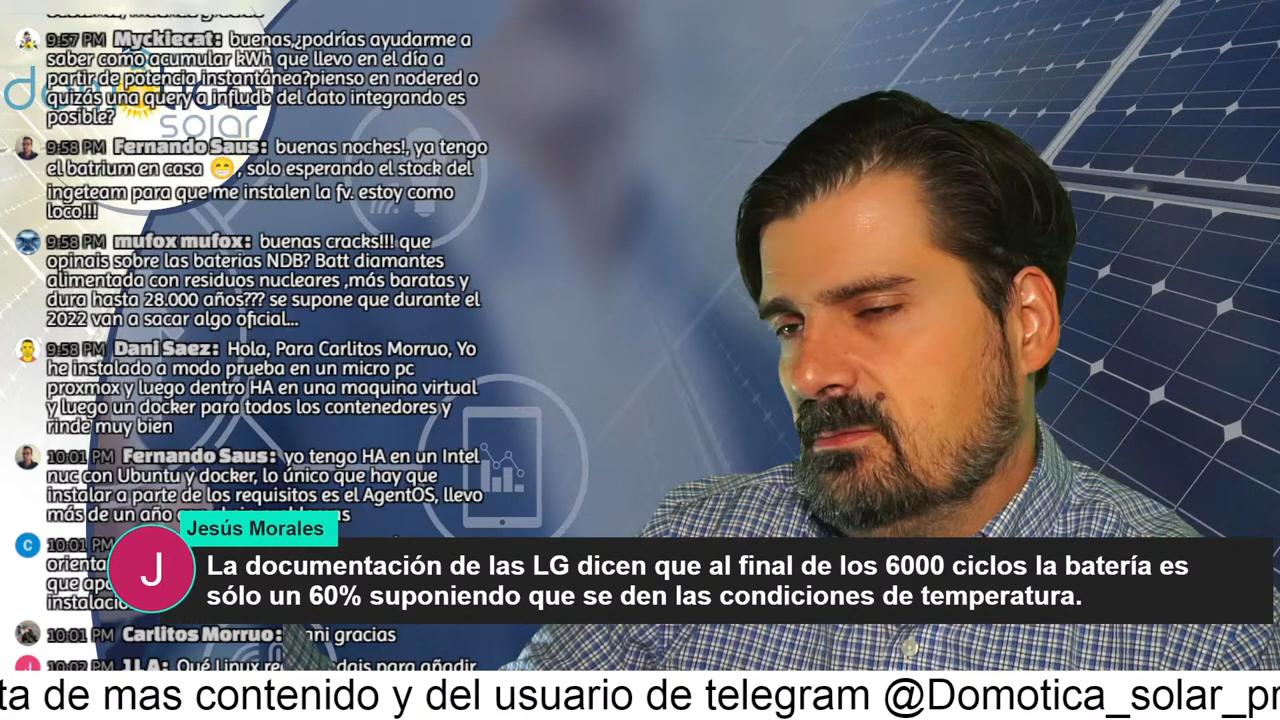 9:57 PM Myckiecat: buenas,¿podrías ayudarme a
saber como acumular kWh que llevo en el día a
partir de potencia instantánea?pienso en nodered o
quizás una query a infludb del dato integrando es
posible?
solar
9:58 PM Fernando Saus: buenas noches!, ya tengo
el batrium en casa 😁, solo esperando el stock del
ingeteam para que me instalen la fv. estoy como
loco!!!
9:58 PM mufox mufox: buenas cracks!!! que
opinais sobre las baterias NDB? Batt diamantes
alimentada con residuos nucleares ,más baratas y
dura hasta 28.000 años??? se supone que durante el
2022 van a sacar algo oficial...
9:58 PM Dani Saez: Hola, Para Carlitos Morruo, Yo
he instalado a modo prueba en un micro pc
proxmox y luego dentro HA en una maquina virtual
y luego un docker para todos los contenedores y
rinde muy bien
10:01 PM Fernando Saus: yo tengo HA en un Intel
nuc con Ubuntu y docker, lo único que hay que
instalar a parte de los requisitos es el AgentOS, llevo
más de un año
Jesús Morales
C 10:01 PM
J La documentación de las LG dicen que al final de los 6000 ciclos la batería es
sólo un 60% suponiendo que se den las condiciones de temperatura.
10:01 PM Carlitos Morruo: gracias
10:02 PM J.I.A: para añadir
ta de mas contenido y del usuario de telegram @Domotica_solar_pr